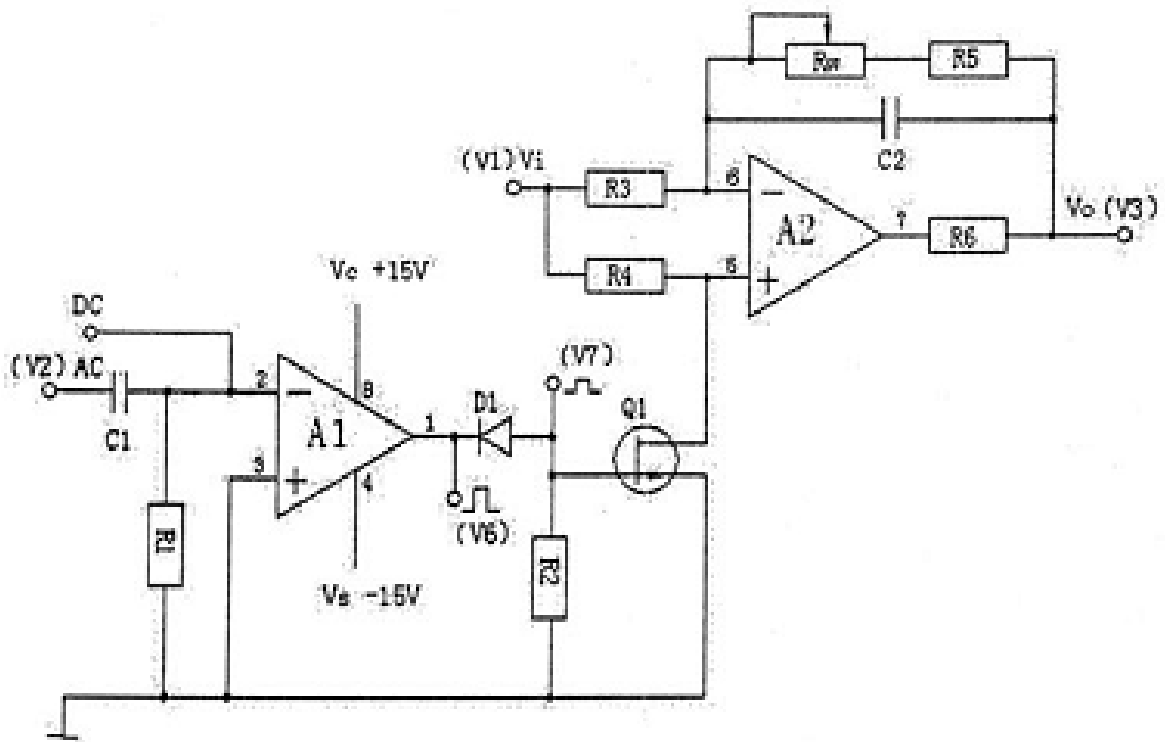 Rw
R5
C2
(V1) Vi
R3
6
−
A2
7
R6
Vo (V3)
R4
5
+
Vc +15V
DC
(V2) AC
C1
2
−
8
A1
1
D1
(V7)
Q1
3
+
4
(V6)
R1
R2
Vs -15V